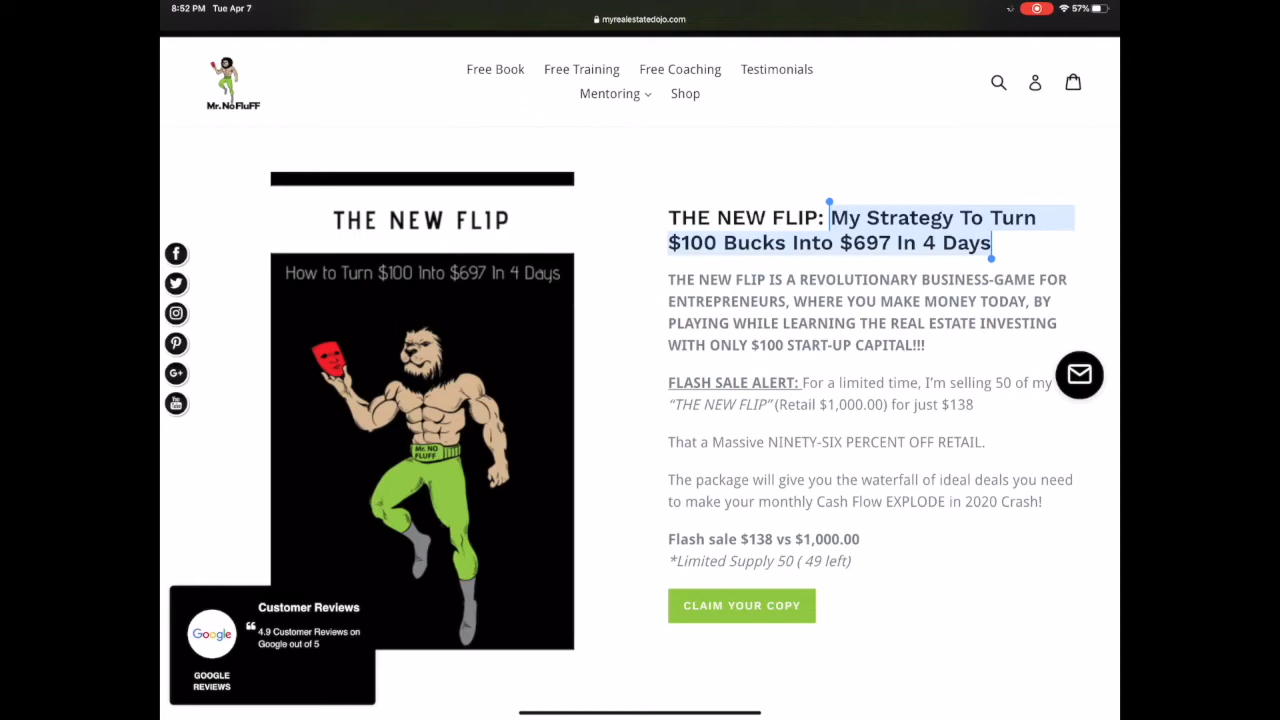 8:52 PM Tue Apr 7
myrealestatedojo.com
57%
Mr. No FluFF
Free Book Free Training Free Coaching Testimonials
Mentoring Shop
THE NEW FLIP
How to Turn $100 Into $697 In 4 Days
Mr. NO
FLUFF
THE NEW FLIP: My Strategy To Turn
$100 Bucks Into $697 In 4 Days
THE NEW FLIP IS A REVOLUTIONARY BUSINESS-GAME FOR
ENTREPRENEURS, WHERE YOU MAKE MONEY TODAY, BY
PLAYING WHILE LEARNING THE REAL ESTATE INVESTING
WITH ONLY $100 START-UP CAPITAL!!!
FLASH SALE ALERT: For a limited time, I'm selling 50 of my
"THE NEW FLIP" (Retail $1,000.00) for just $138
That a Massive NINETY-SIX PERCENT OFF RETAIL.
The package will give you the waterfall of ideal deals you need
to make your monthly Cash Flow EXPLODE in 2020 Crash!
Flash sale $138 vs $1,000.00
*Limited Supply 50 ( 49 left)
CLAIM YOUR COPY
G+
You
Tube
Google
GOOGLE
REVIEWS
Customer Reviews
❝ 4.9 Customer Reviews on
Google out of 5